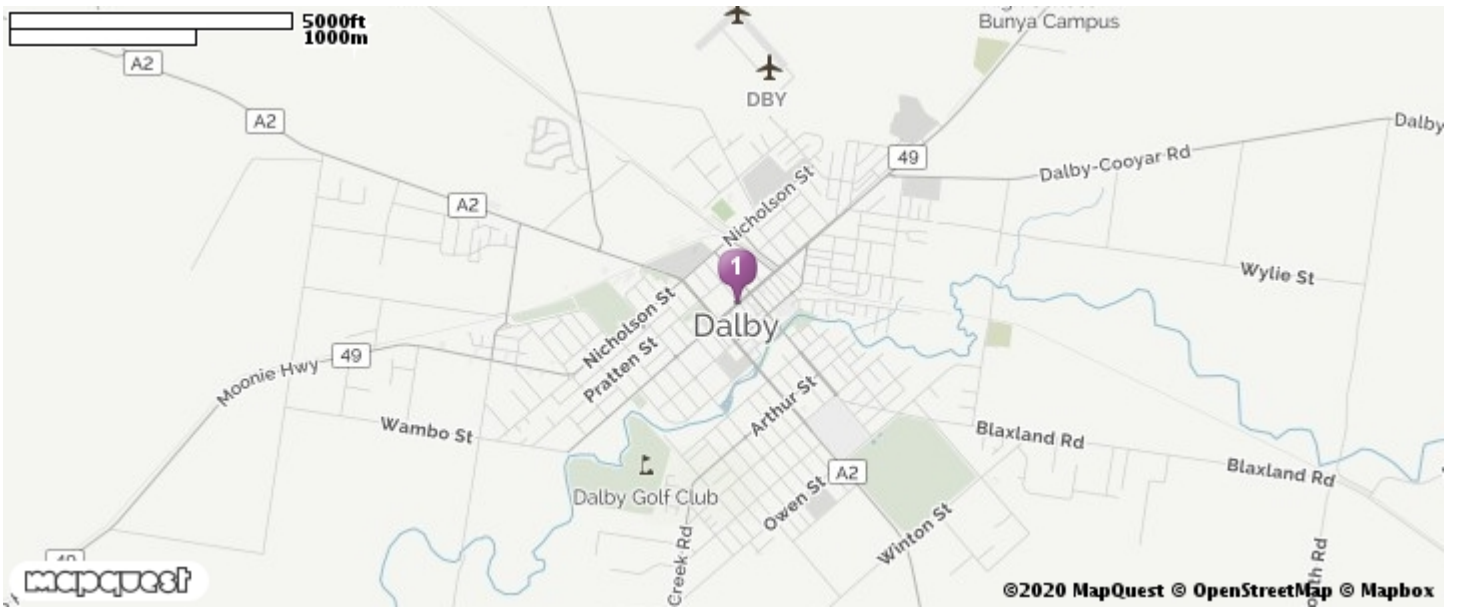 5000ft
1000m
Bunya Campus
A2
A2
DBY
Dalby
49
Dalby-Cooyar Rd
A2
Nicholson St
Wylie St
1
Dalby
Nicholson St
Pratten St
49
Moonie Hwy
Arthur St
Wambo St
Blaxland Rd
Blaxland Rd
A2
Dalby Golf Club
Owen St
Winton St
Creek Rd
Rd
mapquest
©2020 MapQuest © OpenStreetMap © Mapbox